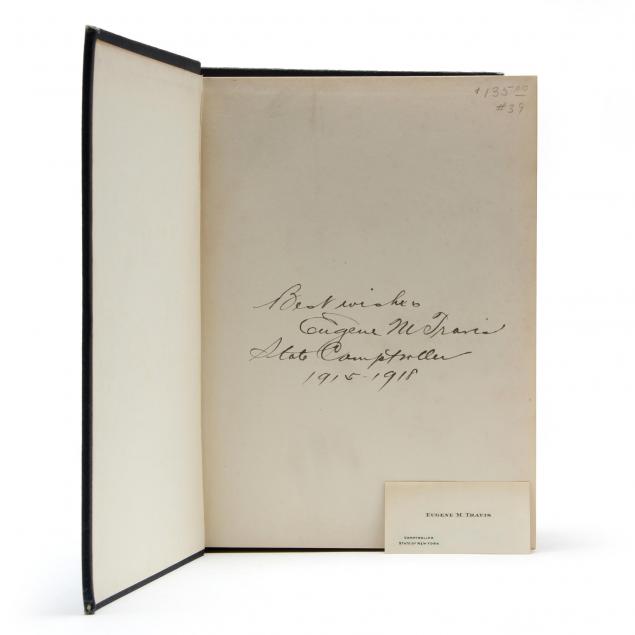 $135.00
#39
Best wishes
Eugene M Travis
State Comptroller
1915-1918
EUGENE M. TRAVIS
COMPTROLLER
STATE OF NEW YORK